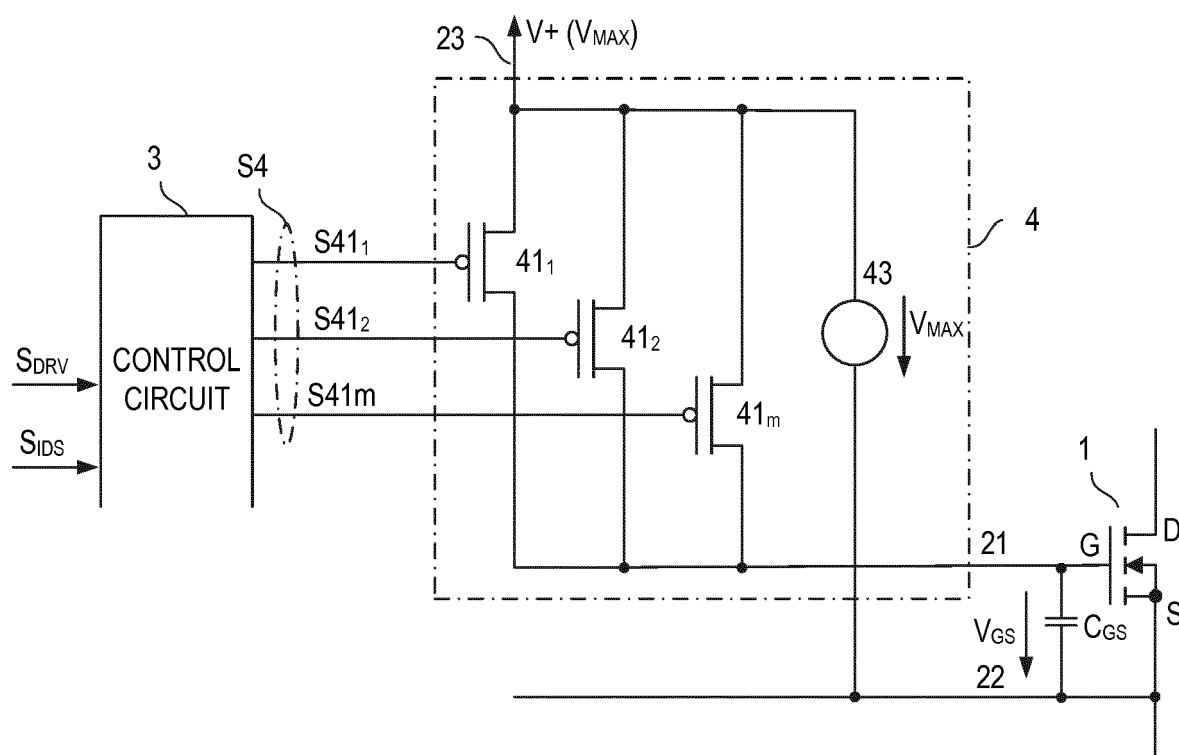 23
V+ (VMAX)
3
S4
4
S411
411
43
S412
412
VMAX
CONTROL
CIRCUIT
SDRV
S41m
41m
SIDS
1
21
G
D
S
VGS
CGS
22